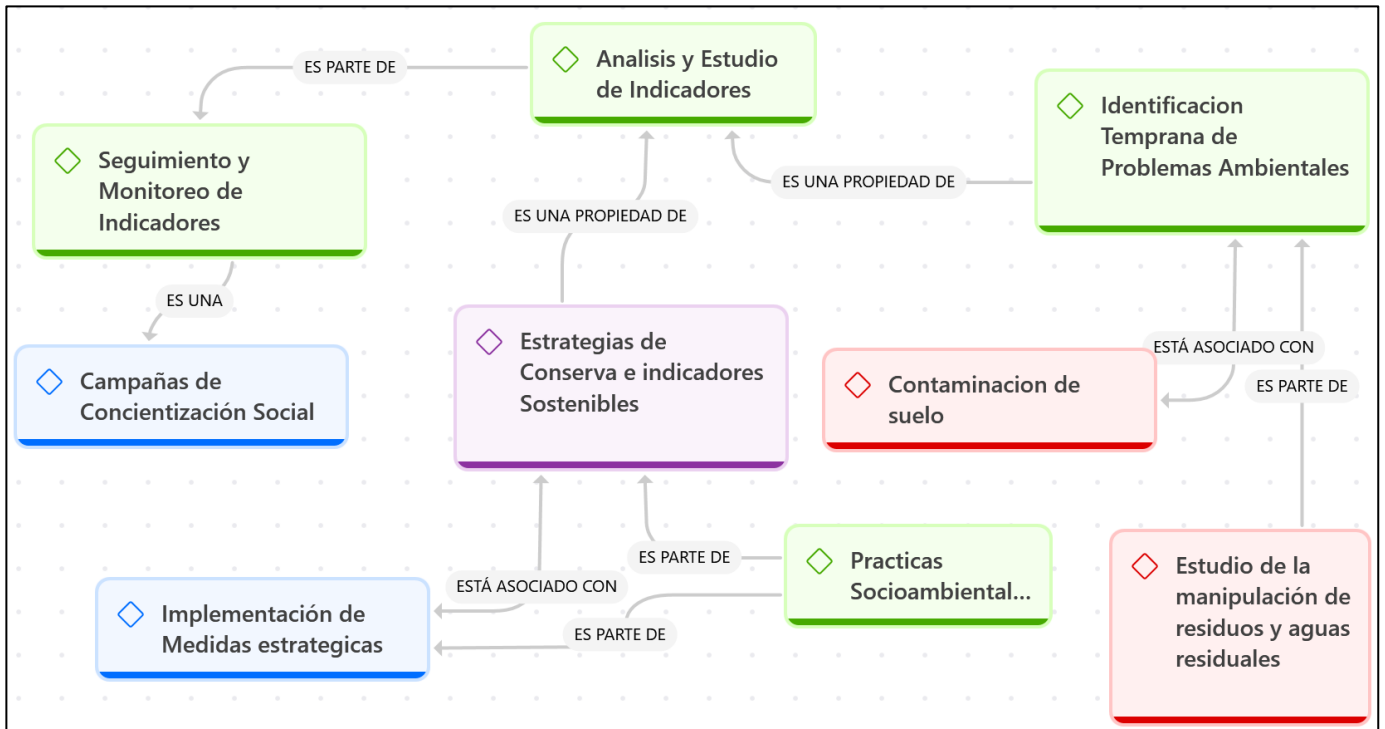 Analisis y Estudio
de Indicadores
ES PARTE DE
Identificacion
Temprana de
Problemas Ambientales
Seguimiento y
Monitoreo de
Indicadores
ES UNA PROPIEDAD DE
ES UNA PROPIEDAD DE
ES UNA
Campañas de
Concientización Social
Estrategias de
Conserva e indicadores
Sostenibles
ESTÁ ASOCIADO CON
ES PARTE DE
Contaminacion de
suelo
ES PARTE DE
Practicas
Socioambiental...
Estudio de la
manipulación de
residuos y aguas
residuales
ESTÁ ASOCIADO CON
Implementación de
Medidas estrategicas
ES PARTE DE